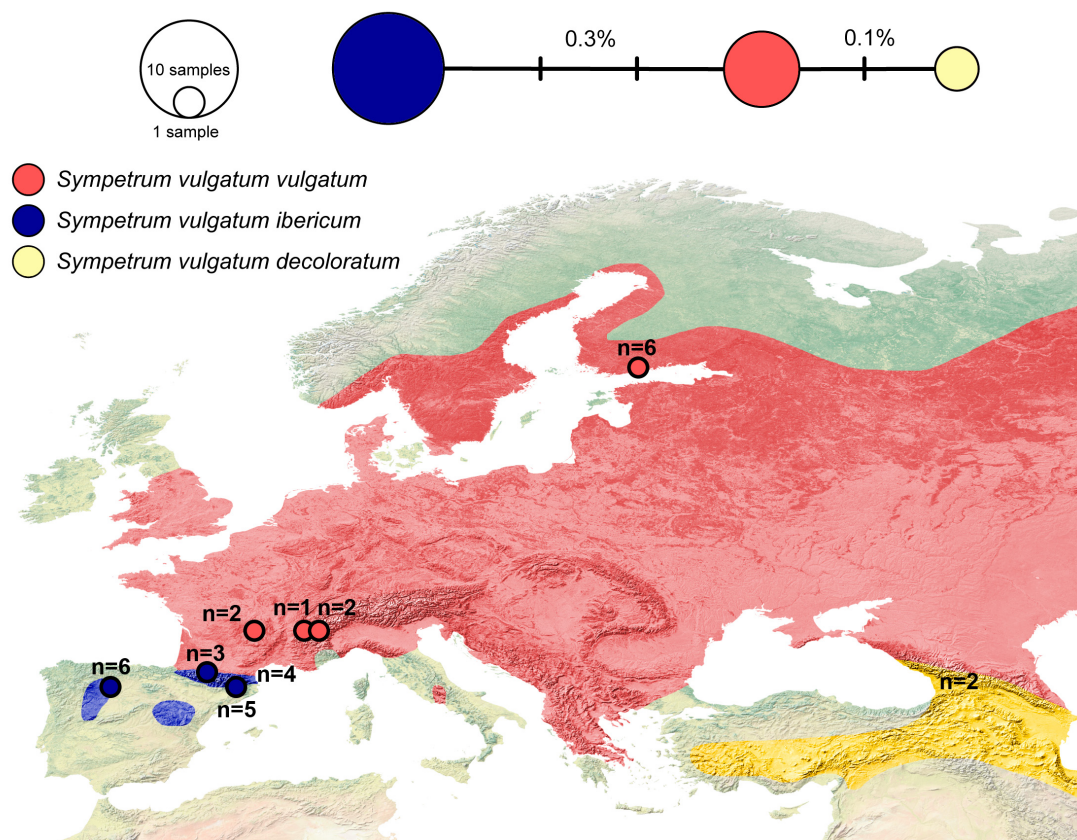 0.3%
0.1%
10 samples
1 sample
Sympetrum vulgatum vulgatum
Sympetrum vulgatum ibericum
Sympetrum vulgatum decoloratum
n=6
n=2
n=1
n=2
n=3
n=6
n=4
n=5
n=2